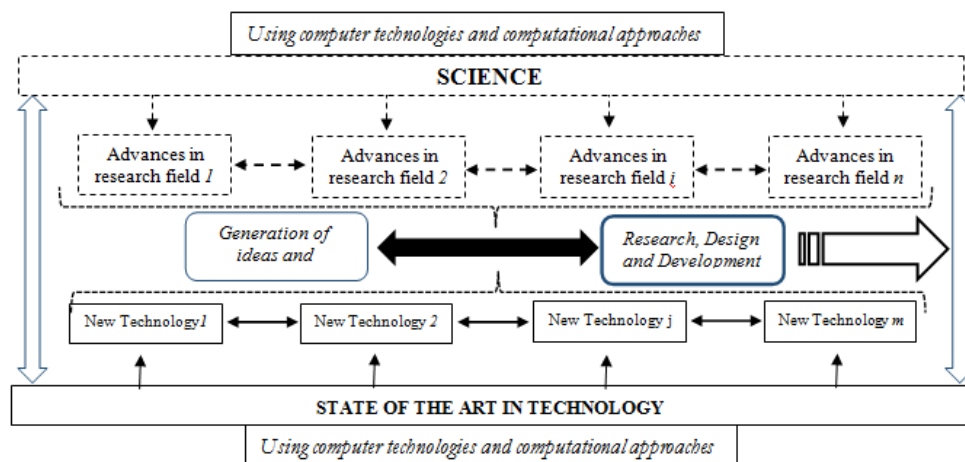 Using computer technologies and computational approaches
SCIENCE
Advances in
research field 1
Advances in
research field 2
Advances in
research field i
Advances in
research field n
Generation of
ideas and
Research, Design
and Development
New Technology1
New Technology 2
New Technology j
New Technology m
STATE OF THE ART IN TECHNOLOGY
Using computer technologies and computational approaches